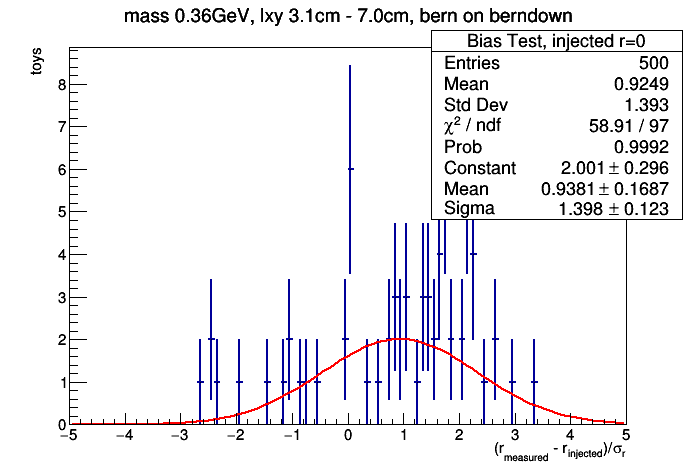 mass 0.36GeV, lxy 3.1cm - 7.0cm, bern on berndown
Bias Test, injected r=0
Entries 500
Mean 0.9249
Std Dev 1.393
χ² / ndf 58.91 / 97
Prob 0.9992
Constant 2.001 ± 0.296
Mean 0.9381 ± 0.1687
Sigma 1.398 ± 0.123
toys
8
7
6
5
4
3
2
1
0
−5 −4 −3 −2 −1 0 1 2 3 4 5
(r_measured - r_injected)/σ_r